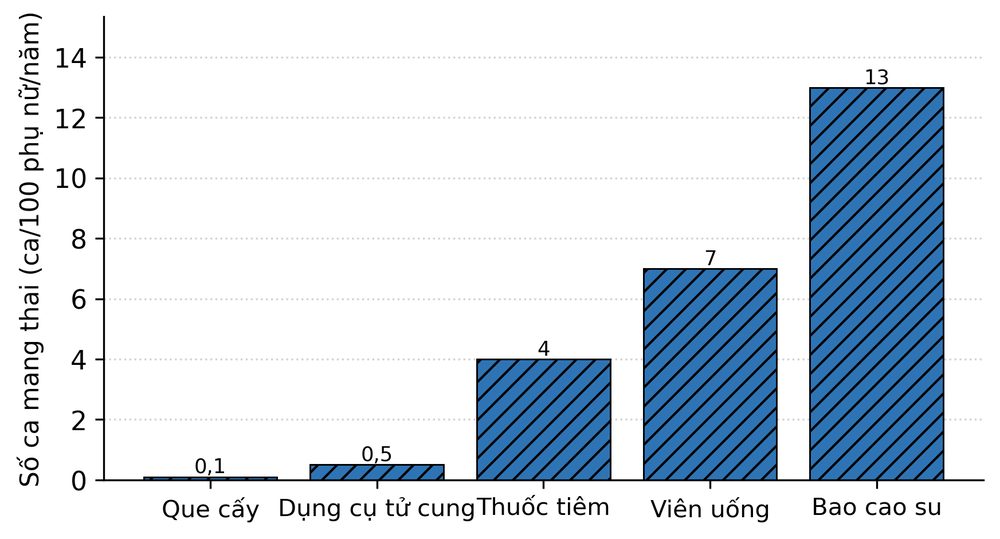 Số ca mang thai (ca/100 phụ nữ/năm)
14
12
10
8
6
4
2
0
0,1
0,5
4
7
13
Que cấy
Dụng cụ tử cung
Thuốc tiêm
Viên uống
Bao cao su